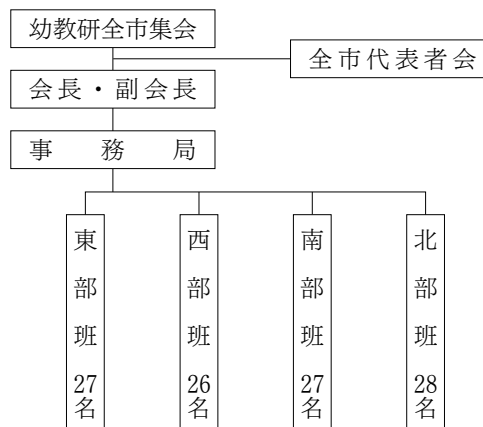 幼教研全市集会
全市代表者会
会長・副会長
事務局
東部班27名
西部班26名
南部班27名
北部班28名